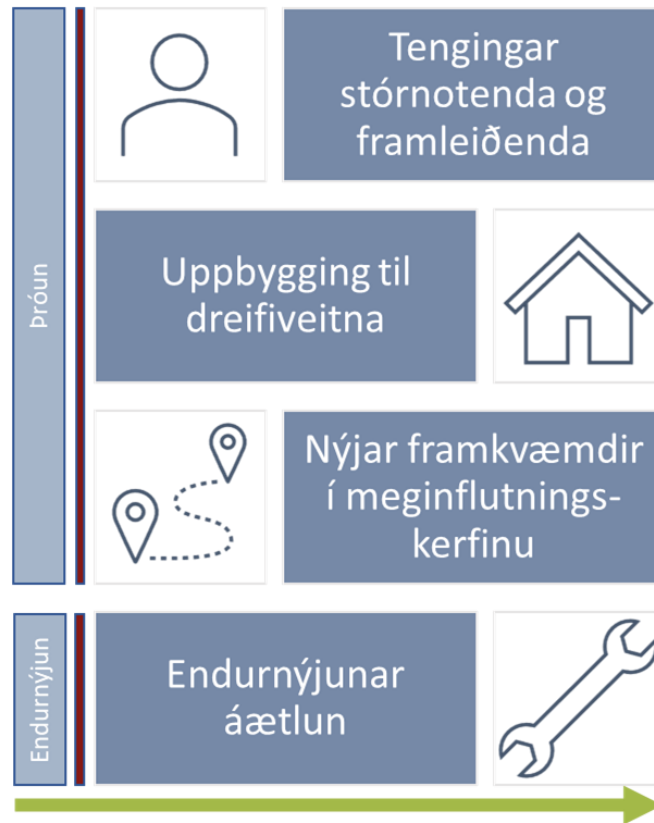 Þróun
Tengingar
stórnotenda og
framleiðenda
Uppbygging til
dreifiveitna
Nýjar framkvæmdir
í meginflutnings-
kerfinu
Endurnýjun
Endurnýjunar
áætlun